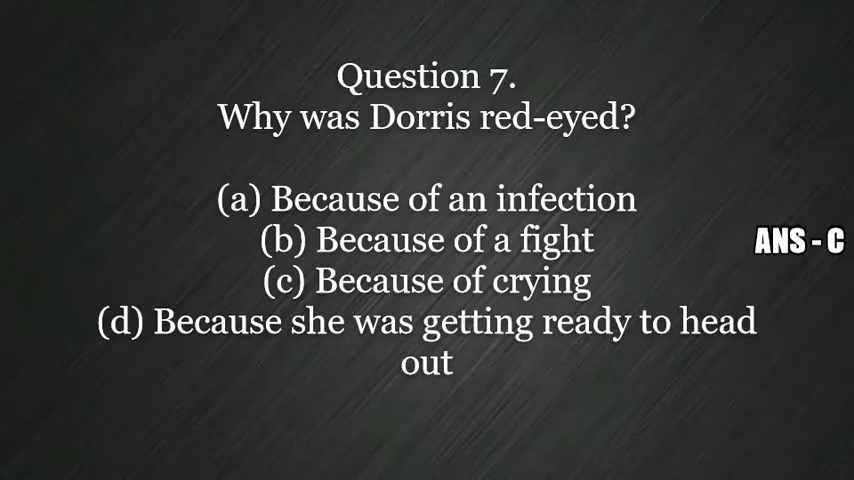 Question 7.
Why was Dorris red-eyed?
(a) Because of an infection
(b) Because of a fight
ANS - C
(c) Because of crying
(d) Because she was getting ready to head
out